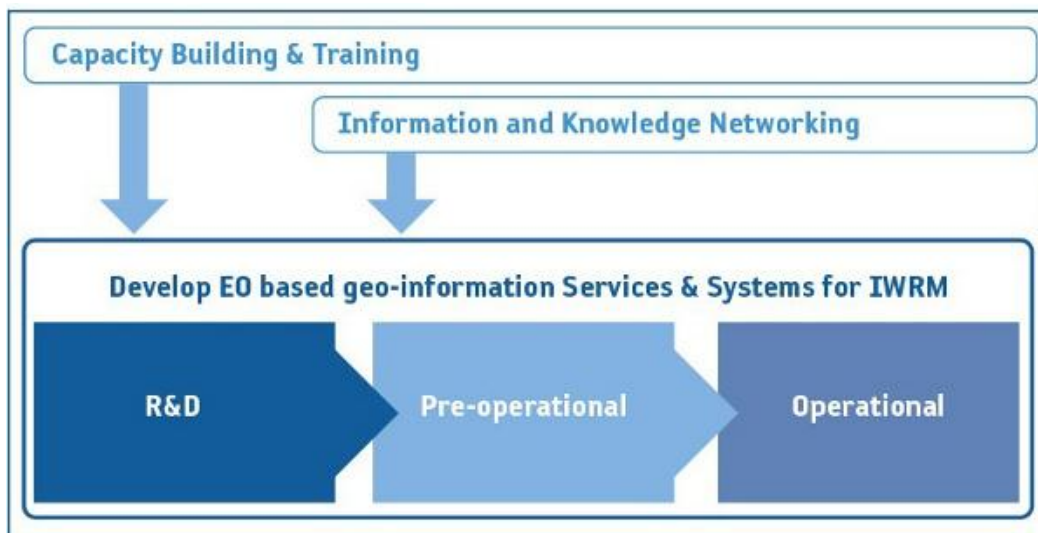 Capacity Building & Training
Information and Knowledge Networking
Develop EO based geo-information Services & Systems for IWRM
R&D
Pre-operational
Operational